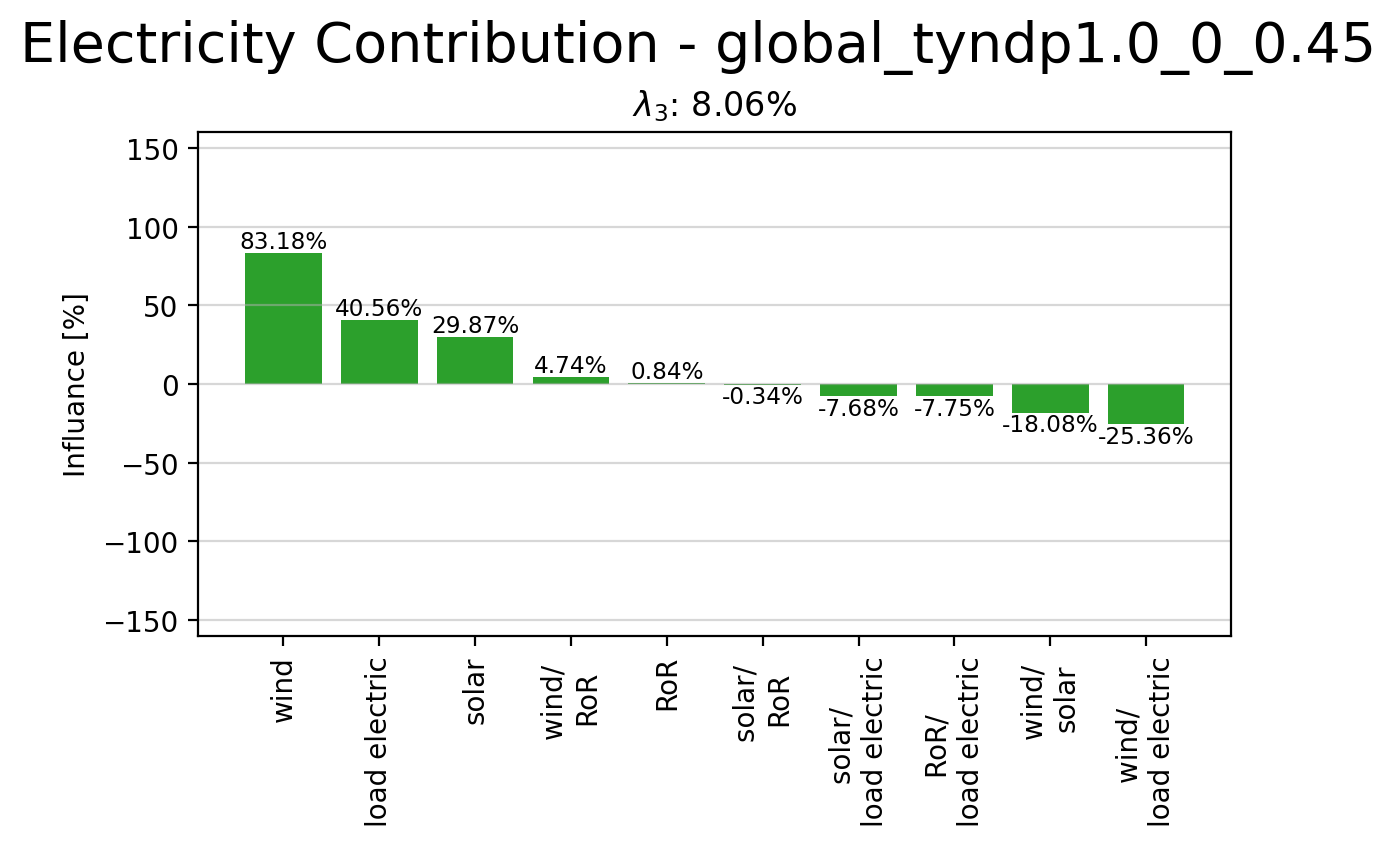 Electricity Contribution - global_tyndp1.0_0_0.45
λ₃: 8.06%
Influance [%]
150
100
50
0
−50
−100
−150
83.18%
40.56%
29.87%
4.74%
0.84%
-0.34%
-7.68%
-7.75%
-18.08%
-25.36%
wind
load electric
solar
wind/
RoR
RoR
solar/
RoR
solar/
load electric
RoR/
load electric
wind/
solar
wind/
load electric